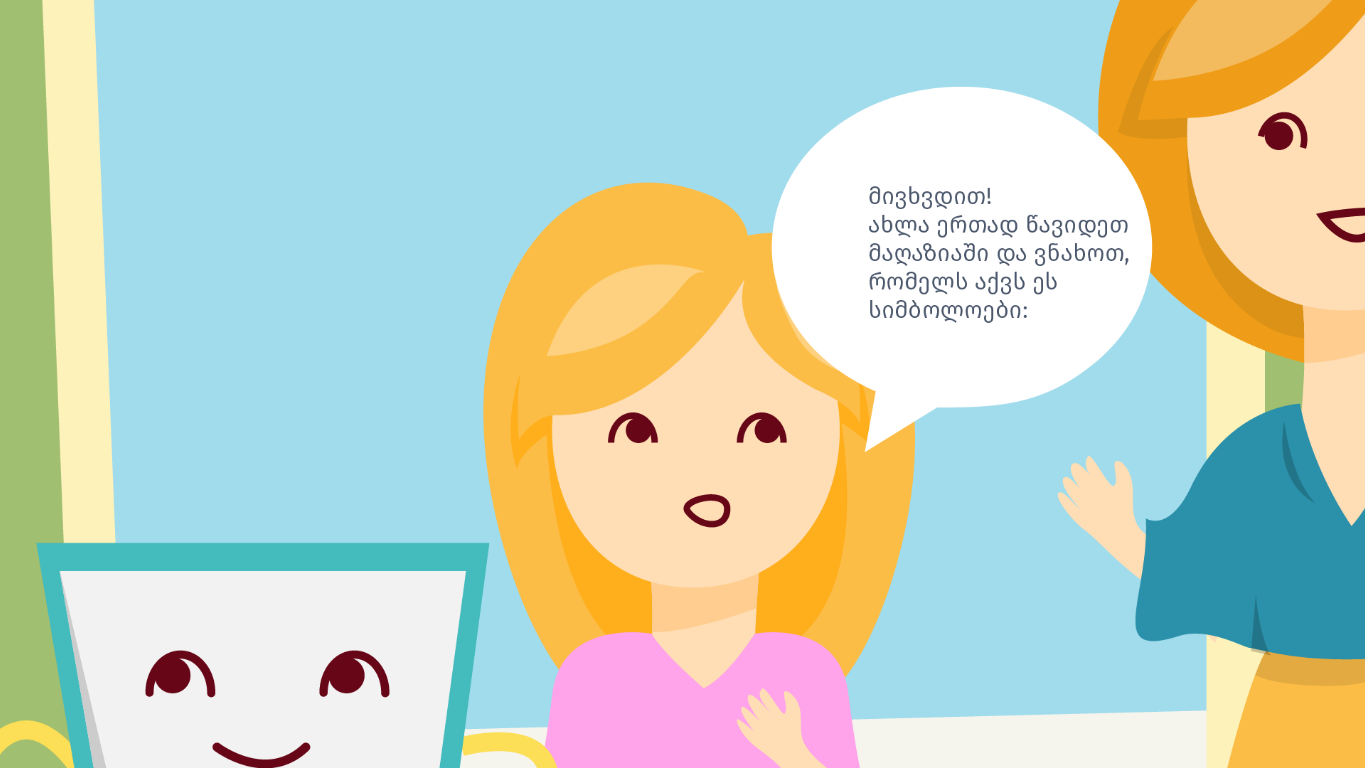 მივხვდით!
ახლა ერთად წავიდეთ
მაღაზიაში და ვნახოთ,
რომელს აქვს ეს
სიმბოლოები: